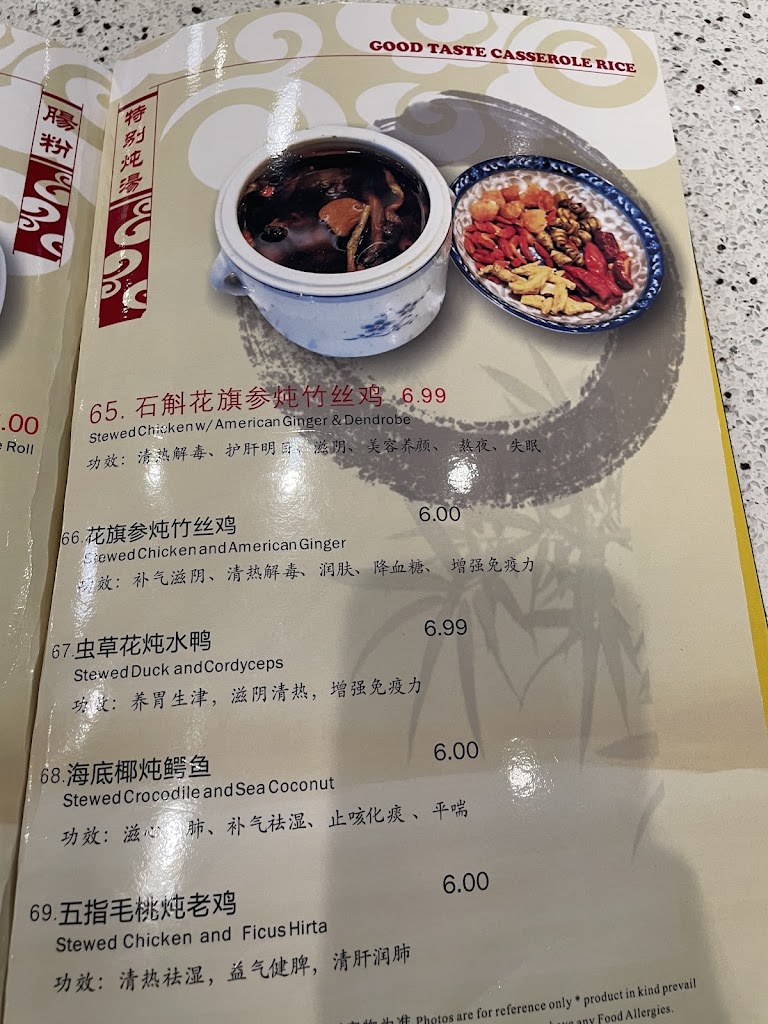 GOOD TASTE CASSEROLE RICE
腸粉
特别炖湯
.00
Roll
65. 石斛花旗参炖竹丝鸡 6.99
Stewed Chicken w/ American Ginger & Dendrobe
功效：清热解毒、护肝明目、滋阴、美容养颜、 熬夜、失眠
66.花旗参炖竹丝鸡 6.00
Stewed Chicken and American Ginger
功效：补气滋阴、清热解毒、润肤、降血糖、 增强免疫力
67.虫草花炖水鸭 6.99
Stewed Duck and Cordyceps
功效：养胃生津，滋阴清热，增强免疫力
68.海底椰炖鳄鱼 6.00
Stewed Crocodile and Sea Coconut
功效：滋心 肺、补气祛湿、止咳化痰 、平喘
69.五指毛桃炖老鸡 6.00
Stewed Chicken and Ficus Hirta
功效：清热祛湿，益气健脾，清肝润肺
为准 Photos are for reference only * product in kind prevail
any Food Allergies.